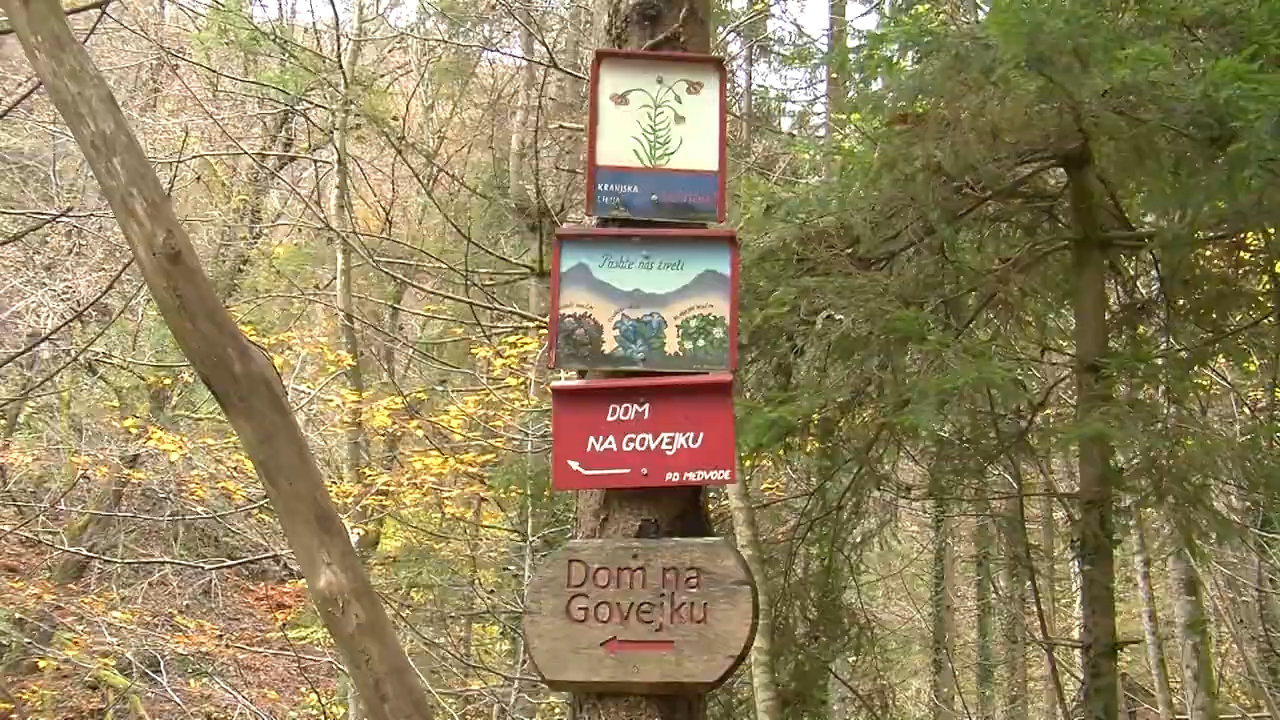 KRANJSKA
LILIJA
Pustite nas živeti
DOM
NA GOVEJKU
PD MEDVODE
Dom na
Govejku